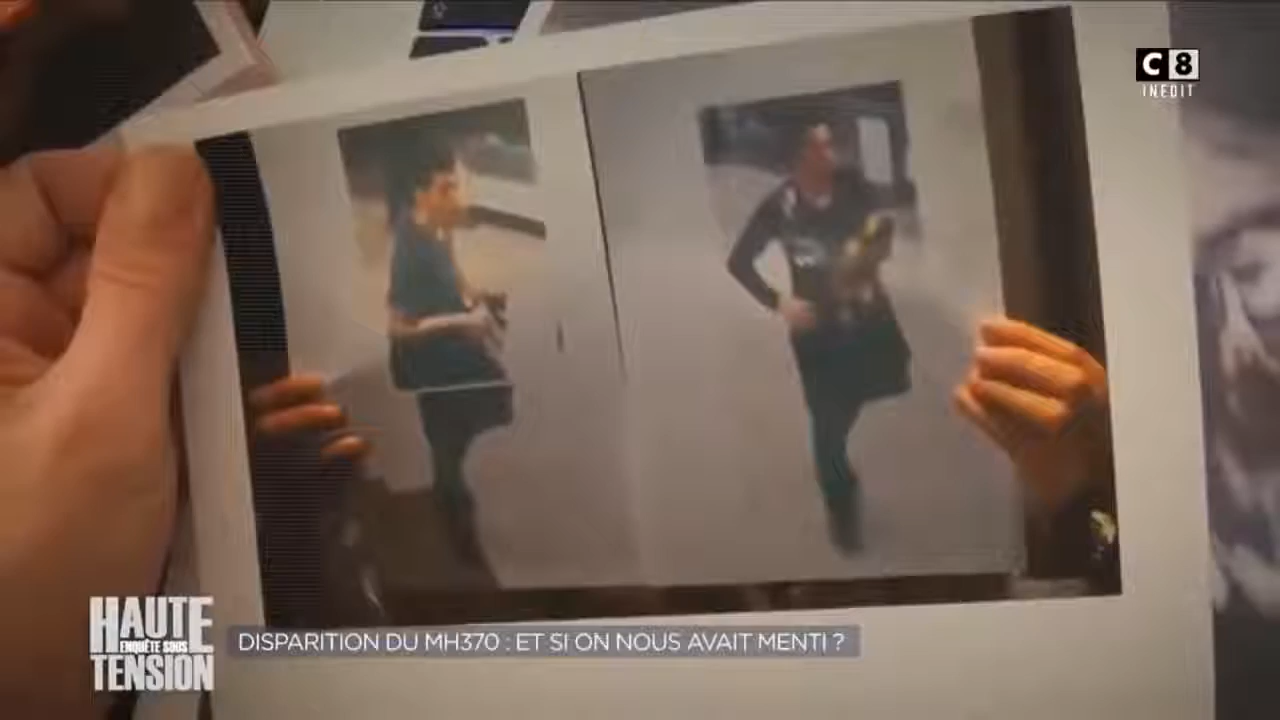 C8
INÉDIT
HAUTE
ENQUÊTE SOUS
TENSION
DISPARITION DU MH370 : ET SI ON NOUS AVAIT MENTI ?